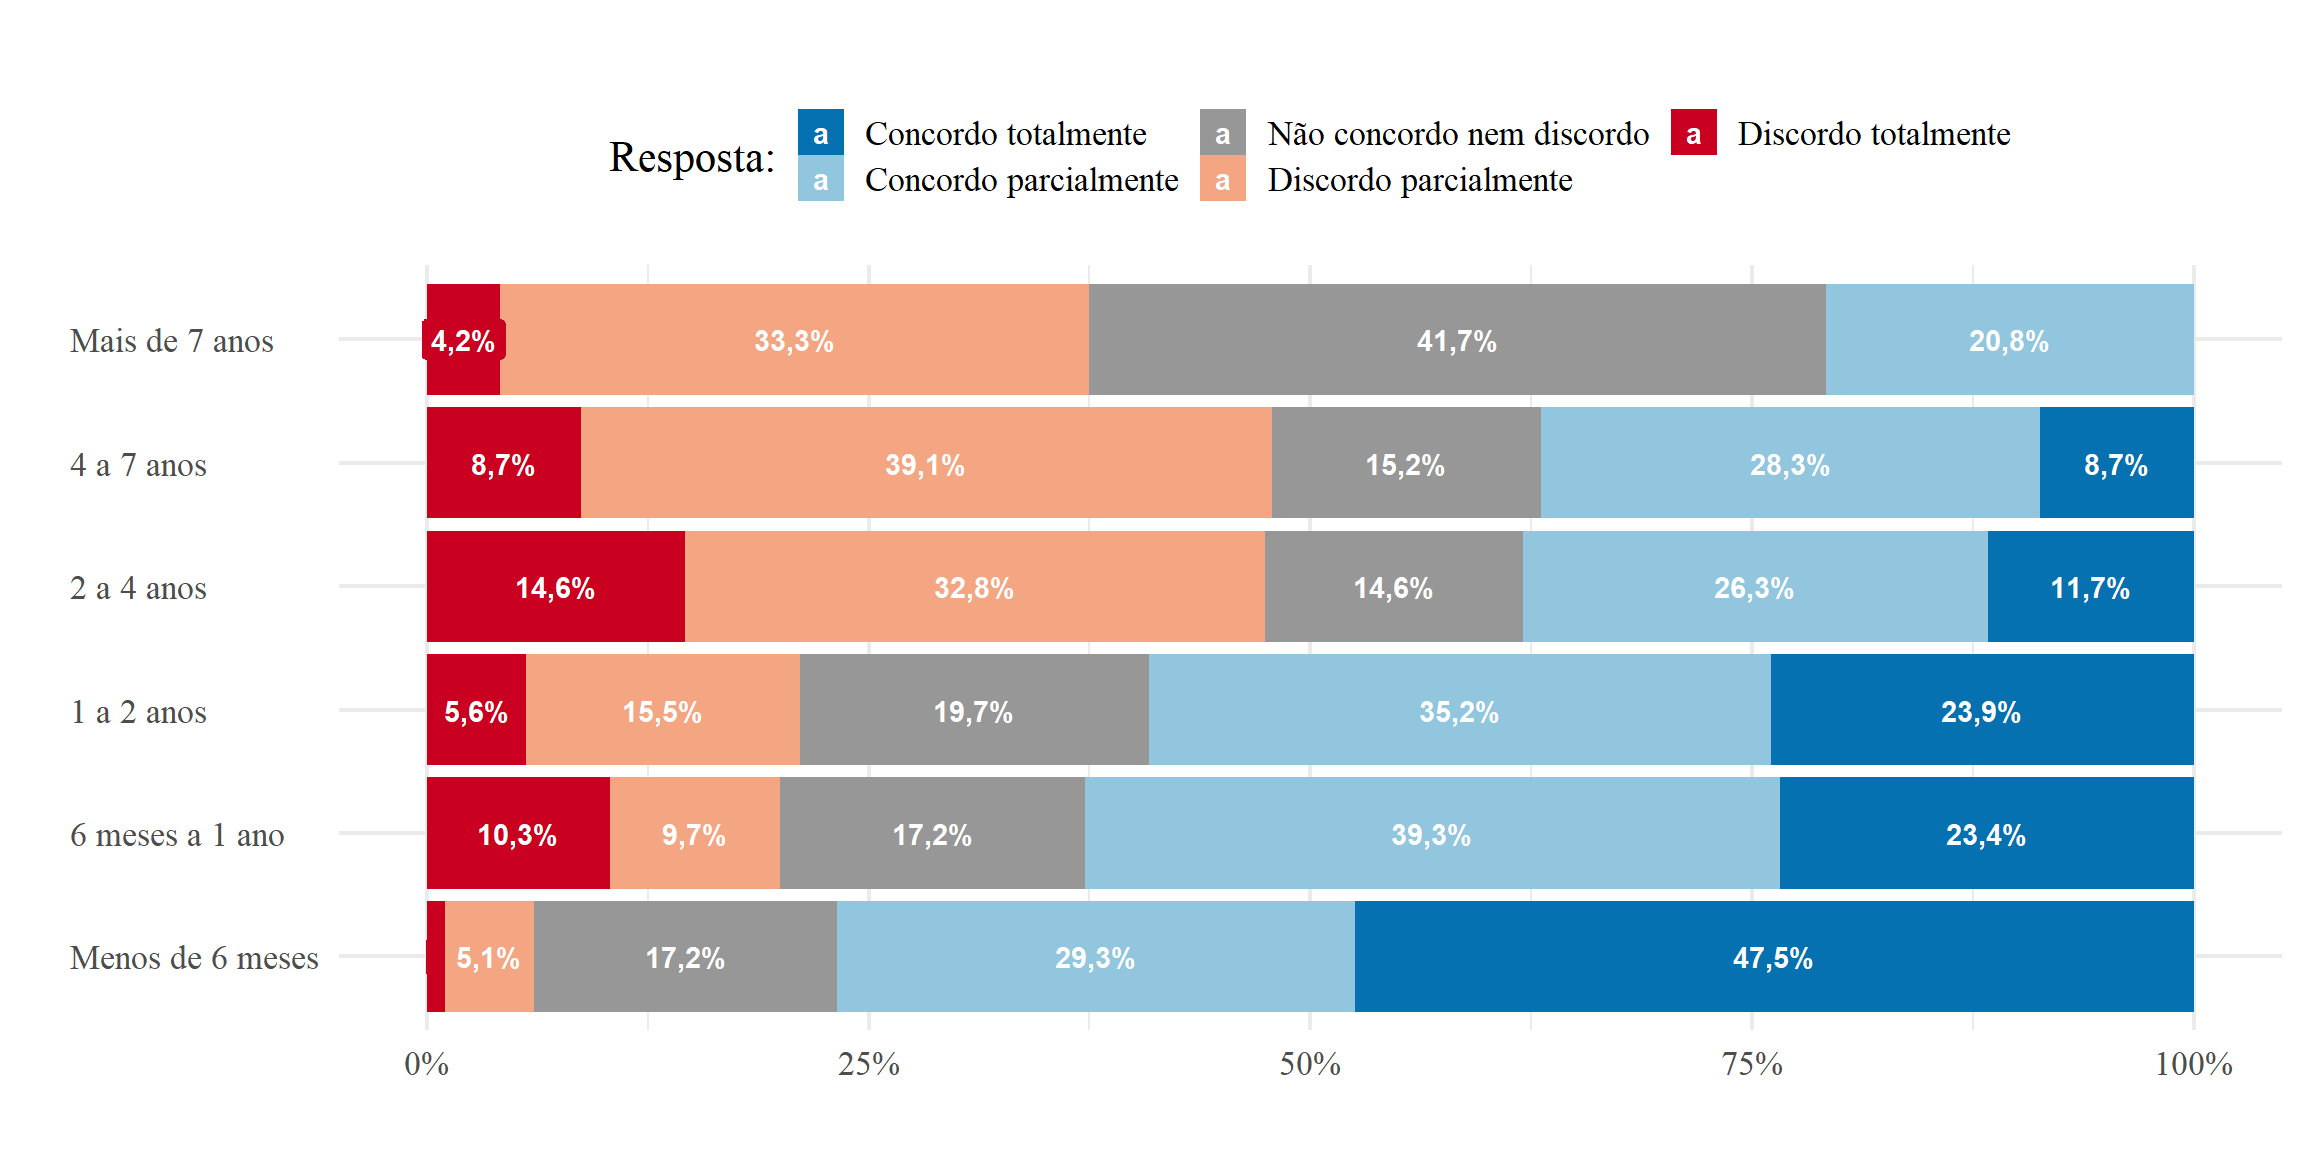 Resposta:
a Concordo totalmente
a Concordo parcialmente
a Não concordo nem discordo
a Discordo parcialmente
a Discordo totalmente
Mais de 7 anos 4,2% 33,3% 41,7% 20,8%
4 a 7 anos 8,7% 39,1% 15,2% 28,3% 8,7%
2 a 4 anos 14,6% 32,8% 14,6% 26,3% 11,7%
1 a 2 anos 5,6% 15,5% 19,7% 35,2% 23,9%
6 meses a 1 ano 10,3% 9,7% 17,2% 39,3% 23,4%
Menos de 6 meses 5,1% 17,2% 29,3% 47,5%
0% 25% 50% 75% 100%